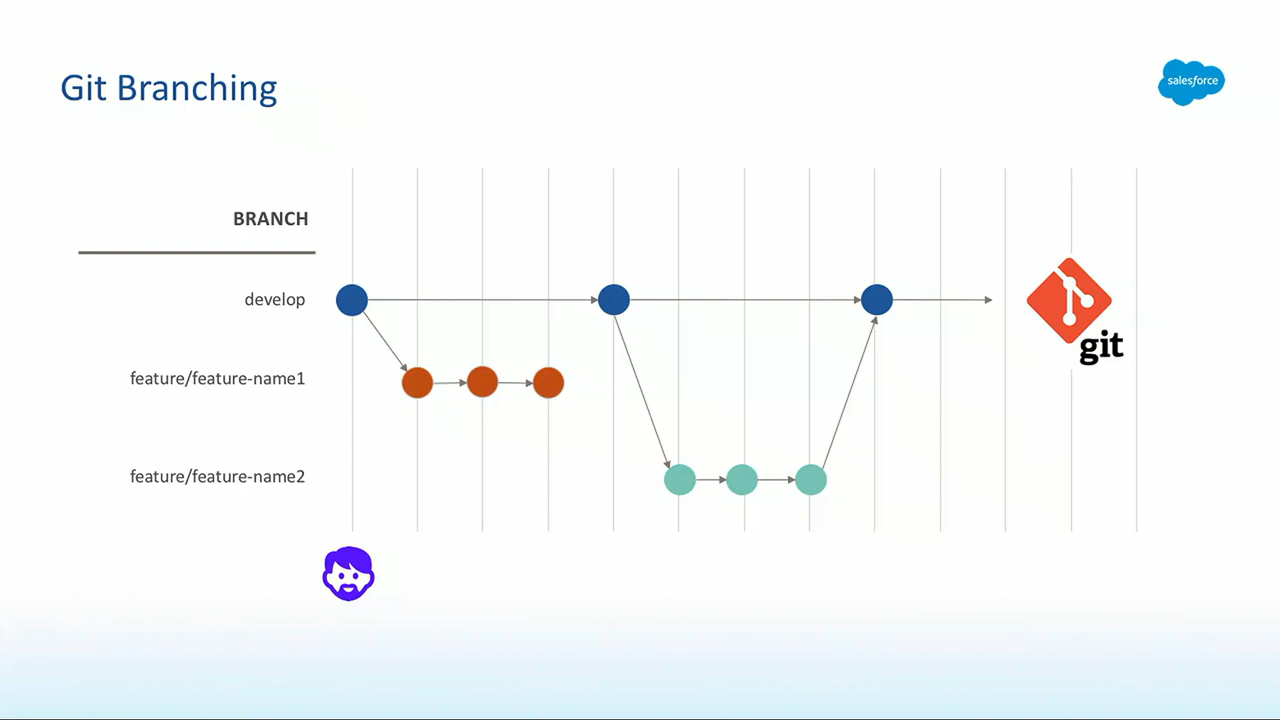 Git Branching
salesforce
BRANCH
develop
git
feature/feature-name1
feature/feature-name2